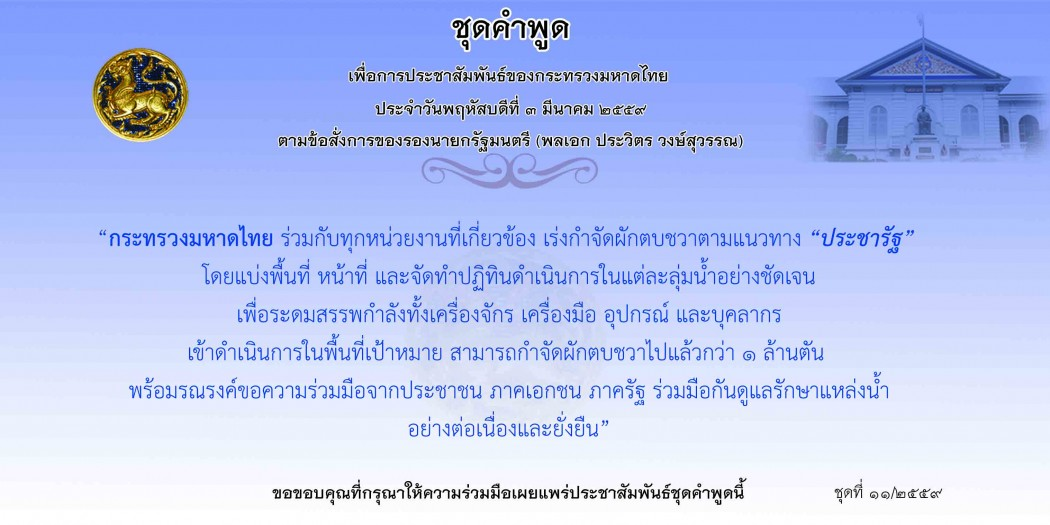 ชุดคำพูด
เพื่อการประชาสัมพันธ์ของกระทรวงมหาดไทย
ประจำวันพฤหัสบดีที่ ๓ มีนาคม ๒๕๕๙
ตามข้อสั่งการของรองนายกรัฐมนตรี (พลเอก ประวิตร วงษ์สุวรรณ)
“กระทรวงมหาดไทย ร่วมกับทุกหน่วยงานที่เกี่ยวข้อง เร่งกำจัดผักตบชวาตามแนวทาง “ประชารัฐ”
โดยแบ่งพื้นที่ หน้าที่ และจัดทำปฏิทินดำเนินการในแต่ละลุ่มน้ำอย่างชัดเจน
เพื่อระดมสรรพกำลังทั้งเครื่องจักร เครื่องมือ อุปกรณ์ และบุคลากร
เข้าดำเนินการในพื้นที่เป้าหมาย สามารถกำจัดผักตบชวาไปแล้วกว่า ๑ ล้านตัน
พร้อมรณรงค์ขอความร่วมมือจากประชาชน ภาคเอกชน ภาครัฐ ร่วมมือกันดูแลรักษาแหล่งน้ำ
อย่างต่อเนื่องและยั่งยืน”
ขอขอบคุณที่กรุณาให้ความร่วมมือเผยแพร่ประชาสัมพันธ์ชุดคำพูดนี้
ชุดที่ ๑๑/๒๕๕๙